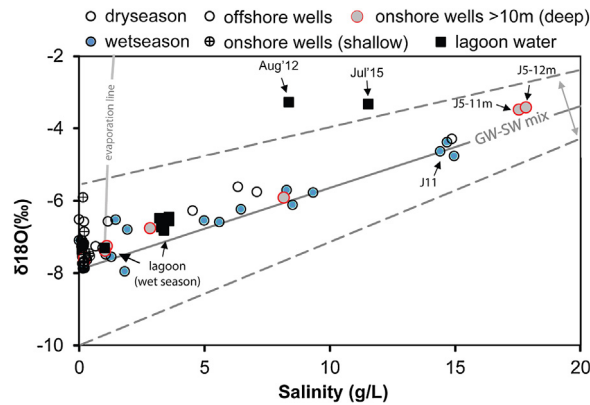 dryseason offshore wells onshore wells >10m (deep)
wetseason onshore wells (shallow) lagoon water
-2
Aug'12
Jul'15
J5-12m
J5-11m
evaporation line
-4
GW-SW mix
J11
δ18O(‰)
-6
lagoon
(wet season)
-8
-10
0 5 10 15 20
Salinity (g/L)